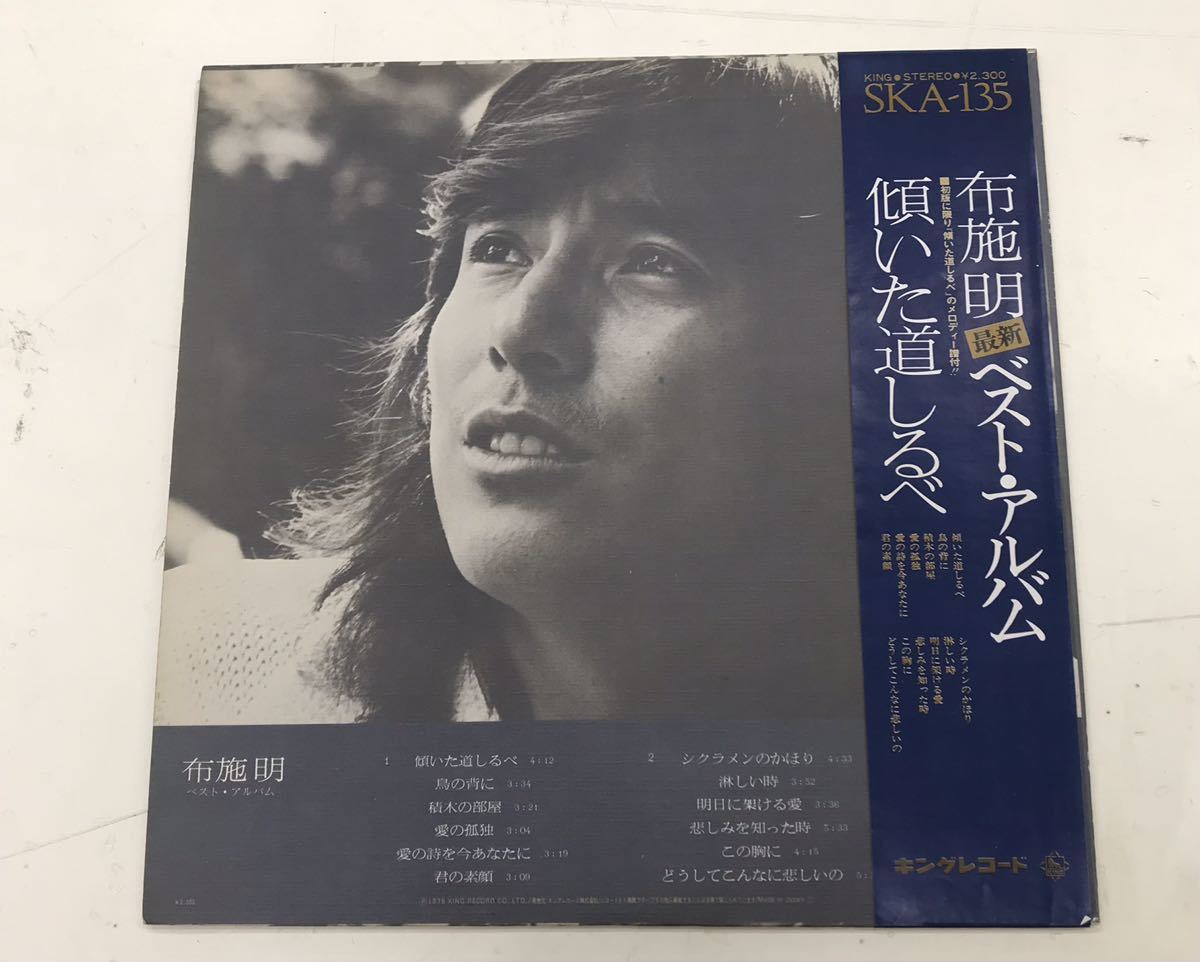 KING●STEREO●¥2,300
SKA-135
布施明
最新
ベスト・アルバム
■初版に限り「傾いた道しるべ」のメロディー譜付!!
傾いた道しるべ
傾いた道しるべ
鳥の背に
積木の部屋
愛の孤独
愛の詩を今あなたに
君の素顔
シクラメンのかほり
淋しい時
明日に架ける愛
悲しみを知った時
この胸に
どうしてこんなに悲しいの
キングレコード
布施明
ベスト・アルバム
1 傾いた道しるべ 4:12
鳥の背に 3:34
積木の部屋 3:21
愛の孤独 3:04
愛の詩を今あなたに 3:19
君の素顔 3:09
2 シクラメンのかほり 4:33
淋しい時 3:52
明日に架ける愛 3:36
悲しみを知った時 5:33
この胸に 4:15
どうしてこんなに悲しいの
KING RECORD CO., LTD.